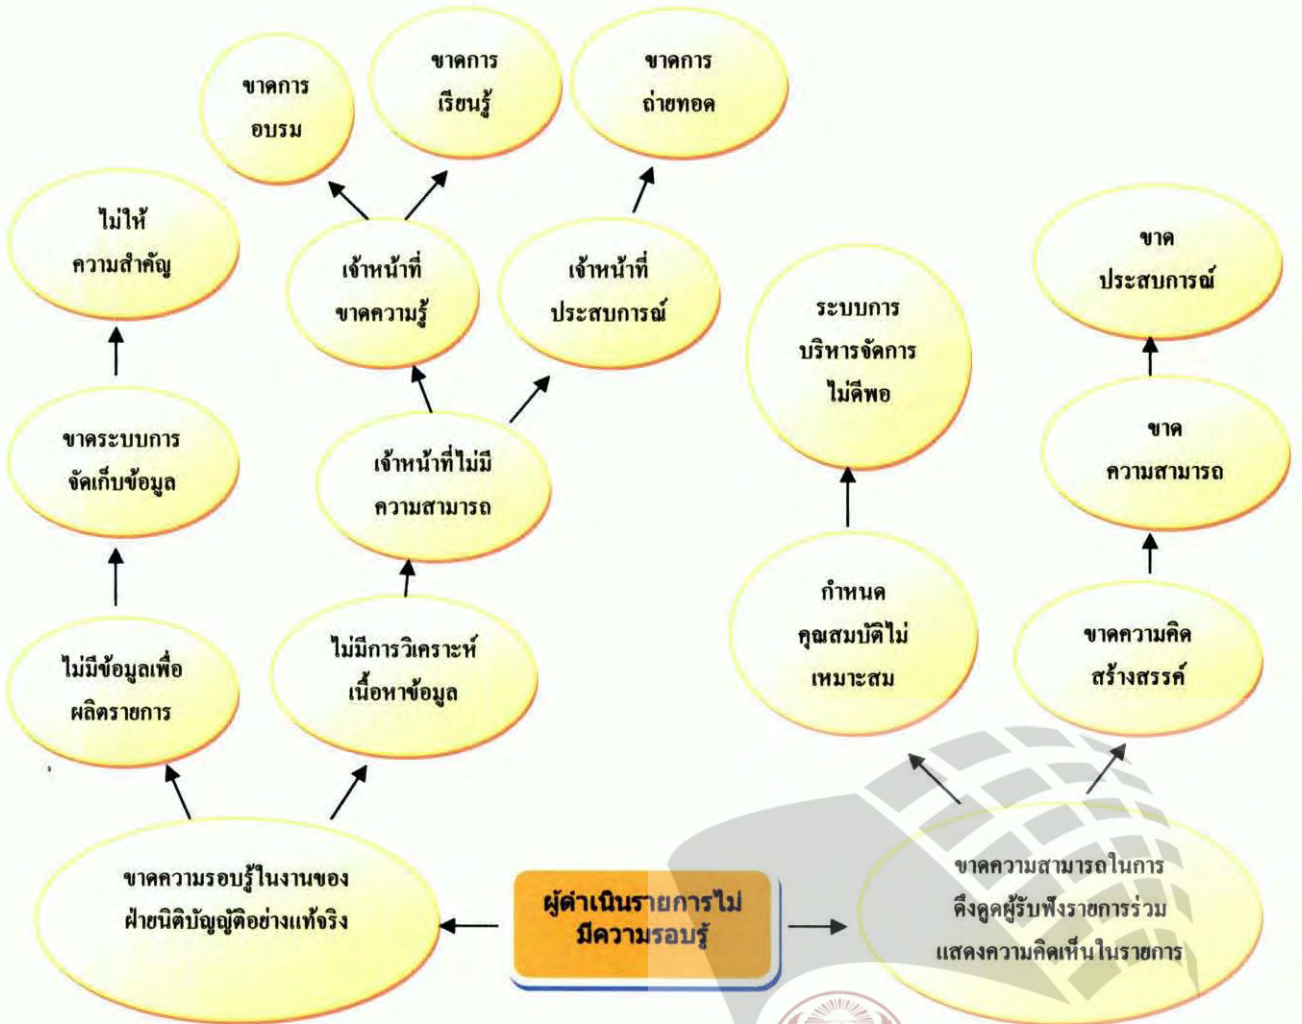 ขาดการ
อบรม
ขาดการ
เรียนรู้
ขาดการ
ถ่ายทอด
ไม่ให้
ความสำคัญ
เจ้าหน้าที่
ขาดความรู้
เจ้าหน้าที่
ประสบการณ์
ระบบการ
บริหารจัดการ
ไม่ดีพอ
ขาด
ประสบการณ์
ขาดระบบการ
จัดเก็บข้อมูล
เจ้าหน้าที่ไม่มี
ความสามารถ
ขาด
ความสามารถ
ไม่มีข้อมูลเพื่อ
ผลิตรายการ
ไม่มีการวิเคราะห์
เนื้อหาข้อมูล
กำหนด
คุณสมบัติไม่
เหมาะสม
ขาดความคิด
สร้างสรรค์
ขาดความรอบรู้ในงานของ
ฝ่ายนิติบัญญัติอย่างแท้จริง
ผู้ดำเนินรายการไม่
มีความรอบรู้
ขาดความสามารถในการ
ดึงดูดผู้รับฟังรายการร่วม
แสดงความคิดเห็นในรายการ